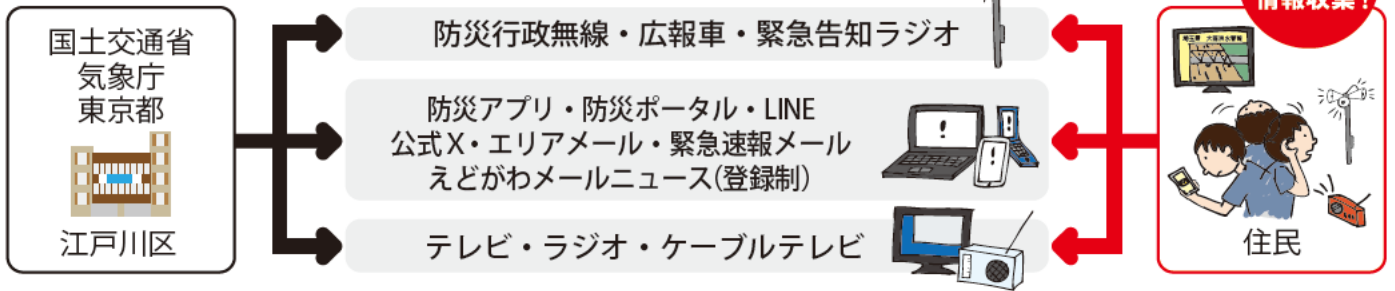 国土交通省
気象庁
東京都
江戸川区
防災行政無線・広報車・緊急告知ラジオ
防災アプリ・防災ポータル・LINE
公式X・エリアメール・緊急速報メール
えどがわメールニュース(登録制)
テレビ・ラジオ・ケーブルテレビ
情報収集！
住民